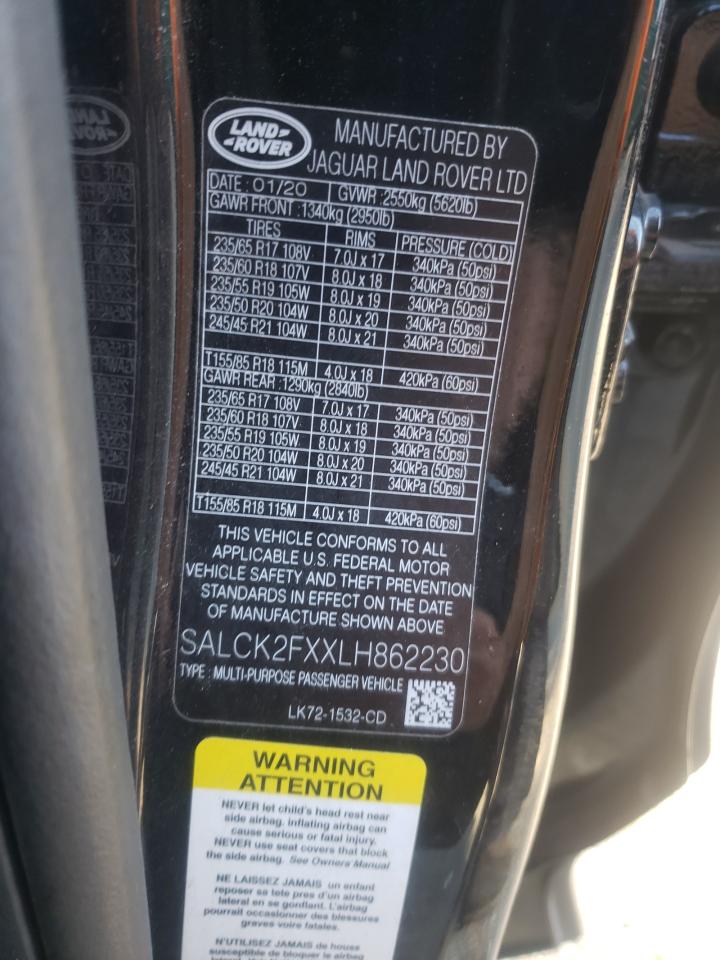 LAND-
-ROVER
MANUFACTURED BY
JAGUAR LAND ROVER LTD
DATE : 01/20 GVWR : 2550kg (5620lb)
GAWR FRONT : 1340kg (2950lb)
TIRES RIMS PRESSURE (COLD)
235/65 R17 108V 7.0J x 17 340kPa (50psi)
235/60 R18 107V 8.0J x 18 340kPa (50psi)
235/55 R19 105W 8.0J x 19 340kPa (50psi)
235/50 R20 104W 8.0J x 20 340kPa (50psi)
245/45 R21 104W 8.0J x 21 340kPa (50psi)
T155/85 R18 115M 4.0J x 18 420kPa (60psi)
GAWR REAR : 1290kg (2840lb)
235/65 R17 108V 7.0J x 17 340kPa (50psi)
235/60 R18 107V 8.0J x 18 340kPa (50psi)
235/55 R19 105W 8.0J x 19 340kPa (50psi)
235/50 R20 104W 8.0J x 20 340kPa (50psi)
245/45 R21 104W 8.0J x 21 340kPa (50psi)
T155/85 R18 115M 4.0J x 18 420kPa (60psi)
THIS VEHICLE CONFORMS TO ALL
APPLICABLE U.S. FEDERAL MOTOR
VEHICLE SAFETY AND THEFT PREVENTION
STANDARDS IN EFFECT ON THE DATE
OF MANUFACTURE SHOWN ABOVE
SALCK2FXXLH862230
TYPE : MULTI-PURPOSE PASSENGER VEHICLE
LK72-1532-CD
WARNING
ATTENTION
NEVER let child's head rest near
side airbag. inflating airbag can
cause serious or fatal injury.
NEVER use seat covers that block
the side airbag. See Owners Manual
NE LAISSEZ JAMAIS un enfant
reposer sa tete pres d'un airbag
lateral en se gonflant. L'airbag
pourrait occasionner des blessures
graves voire fatales.
N'UTILISEZ JAMAIS de house
susceptible de bloquer le airbag